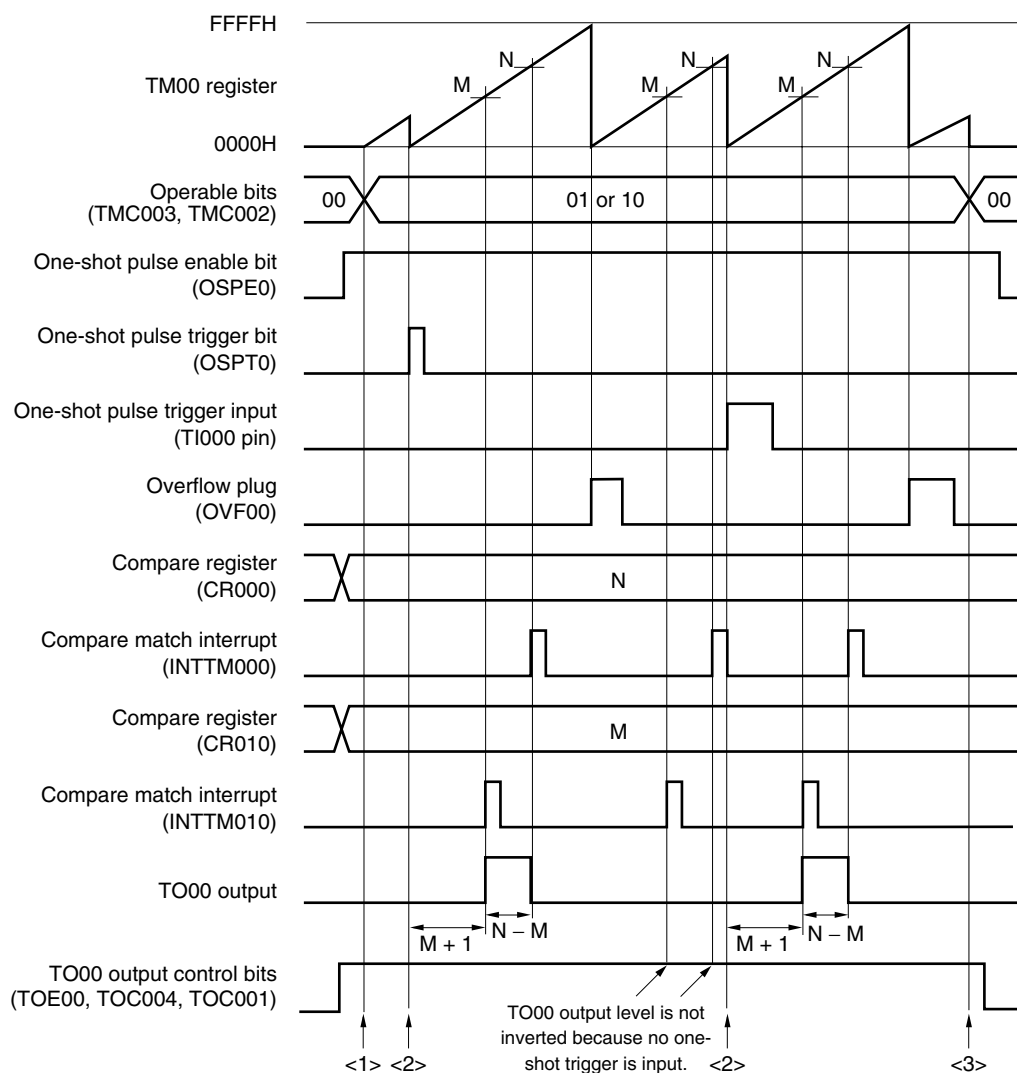 FFFFH
N
N
N
M
M
M
TM00 register
0000H
Operable bits
(TMC003, TMC002)
00
01 or 10
00
One-shot pulse enable bit
(OSPE0)
One-shot pulse trigger bit
(OSPT0)
One-shot pulse trigger input
(TI000 pin)
Overflow plug
(OVF00)
Compare register
(CR000)
N
Compare match interrupt
(INTTM000)
Compare register
(CR010)
M
Compare match interrupt
(INTTM010)
TO00 output
M + 1
N − M
M + 1
N − M
TO00 output control bits
(TOE00, TOC004, TOC001)
TO00 output level is not
inverted because no one-
shot trigger is input.
<1> <2> <2> <3>